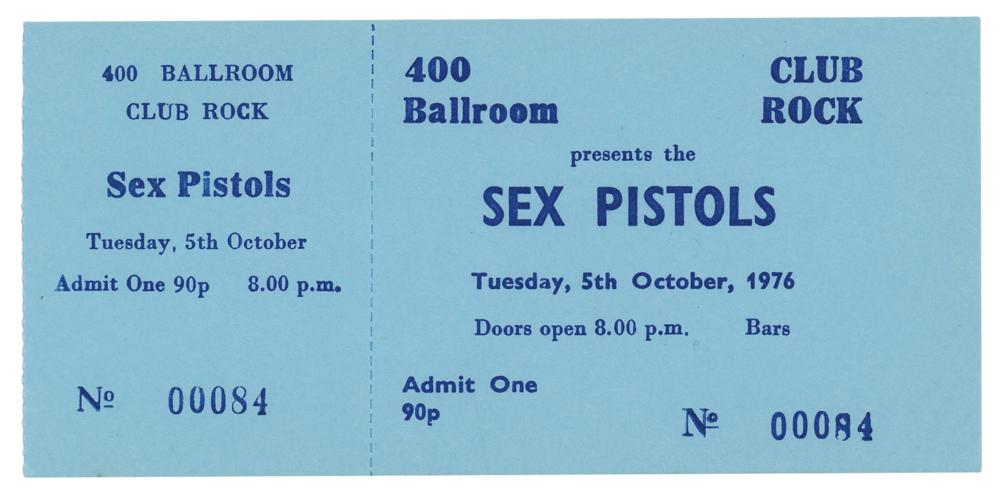 400 BALLROOM
CLUB ROCK
Sex Pistols
Tuesday, 5th October
Admit One 90p 8.00 p.m.
Nº 00084
400 CLUB
Ballroom ROCK
presents the
SEX PISTOLS
Tuesday, 5th October, 1976
Doors open 8.00 p.m. Bars
Admit One
90p
Nº 00084